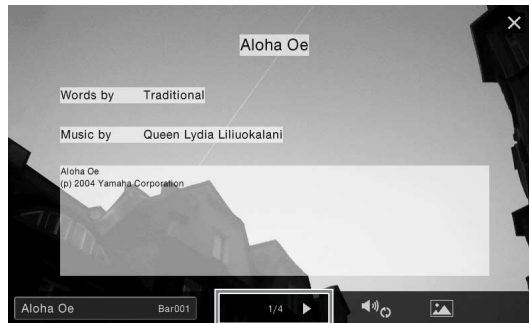 Aloha Oe
Words by Traditional
Music by Queen Lydia Liliuokalani
Aloha Oe
(p) 2004 Yamaha Corporation
Aloha Oe Bar001
1/4